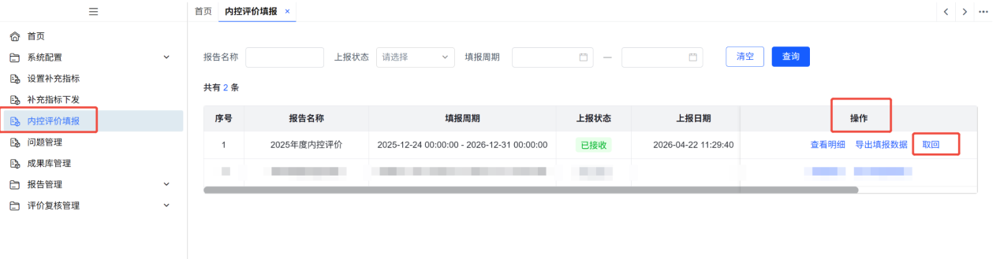 首页 内控评价填报 ×
首页
系统配置
设置补充指标
补充指标下发
内控评价填报
问题管理
成果库管理
报告管理
评价复核管理
报告名称 上报状态 请选择 填报周期 — 清空 查询
共有 2 条
序号 报告名称 填报周期 上报状态 上报日期 操作
1 2025年度内控评价 2025-12-24 00:00:00 - 2026-12-31 00:00:00 已接收 2026-04-22 11:29:40 查看明细 导出填报数据 取回